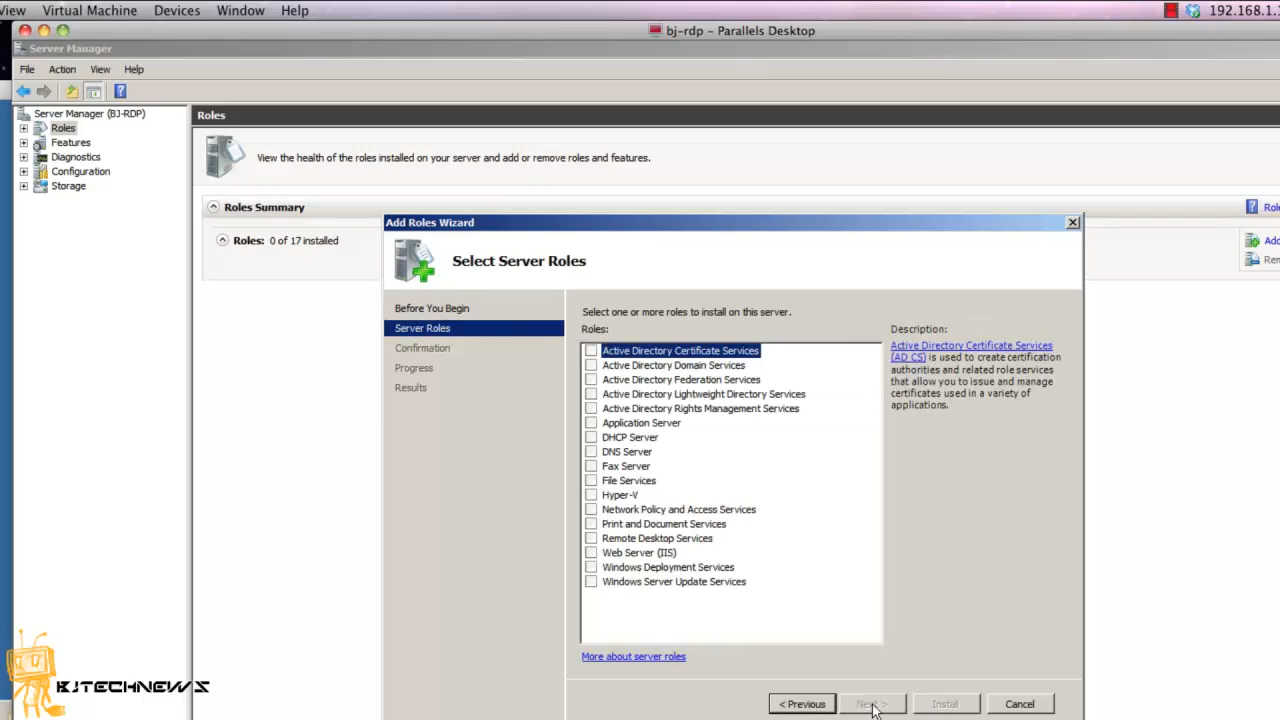 View Virtual Machine Devices Window Help 192.168.1.1
bj-rdp - Parallels Desktop
Server Manager
File Action View Help
Server Manager (BJ-RDP)
Roles
Features
Diagnostics
Configuration
Storage
Roles
View the health of the roles installed on your server and add or remove roles and features.
Roles Summary
Roles: 0 of 17 installed
Add Roles Wizard
Select Server Roles
Before You Begin
Server Roles
Confirmation
Progress
Results
Select one or more roles to install on this server.
Roles:
Active Directory Certificate Services
Active Directory Domain Services
Active Directory Federation Services
Active Directory Lightweight Directory Services
Active Directory Rights Management Services
Application Server
DHCP Server
DNS Server
Fax Server
File Services
Hyper-V
Network Policy and Access Services
Print and Document Services
Remote Desktop Services
Web Server (IIS)
Windows Deployment Services
Windows Server Update Services
More about server roles
Description:
Active Directory Certificate Services
(AD CS) is used to create certification
authorities and related role services
that allow you to issue and manage
certificates used in a variety of
applications.
< Previous Next > Install Cancel
BJTECHNEWS